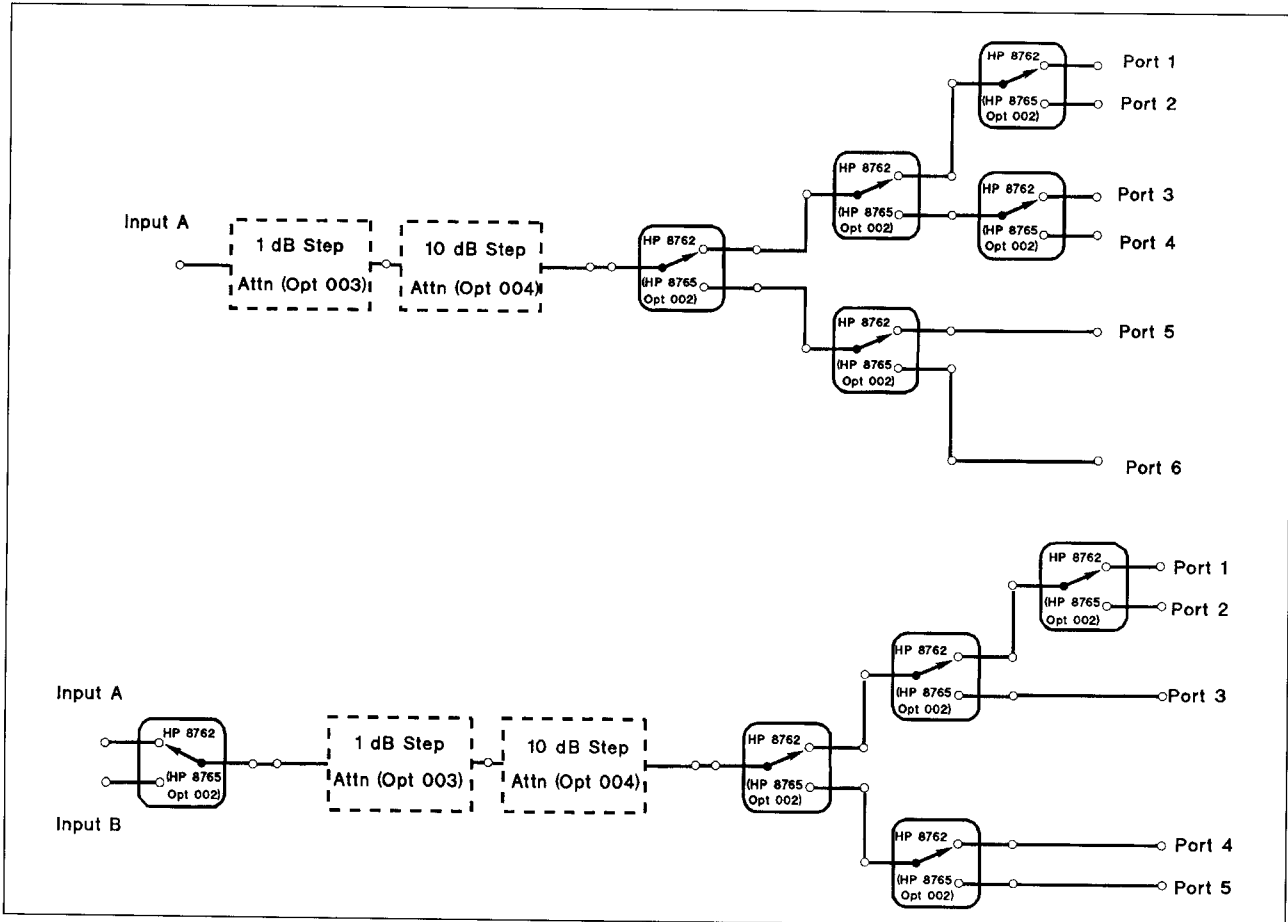 HP 8762
(HP 8765
Opt 002)
Port 1
Port 2
HP 8762
(HP 8765
Opt 002)
HP 8762
(HP 8765
Opt 002)
Port 3
Port 4
Input A
1 dB Step
Attn (Opt 003)
10 dB Step
Attn (Opt 004)
HP 8762
(HP 8765
Opt 002)
HP 8762
(HP 8765
Opt 002)
Port 5
Port 6
HP 8762
(HP 8765
Opt 002)
Port 1
Port 2
HP 8762
(HP 8765
Opt 002)
Port 3
Input A
HP 8762
(HP 8765
Opt 002)
Input B
1 dB Step
Attn (Opt 003)
10 dB Step
Attn (Opt 004)
HP 8762
(HP 8765
Opt 002)
HP 8762
(HP 8765
Opt 002)
Port 4
Port 5